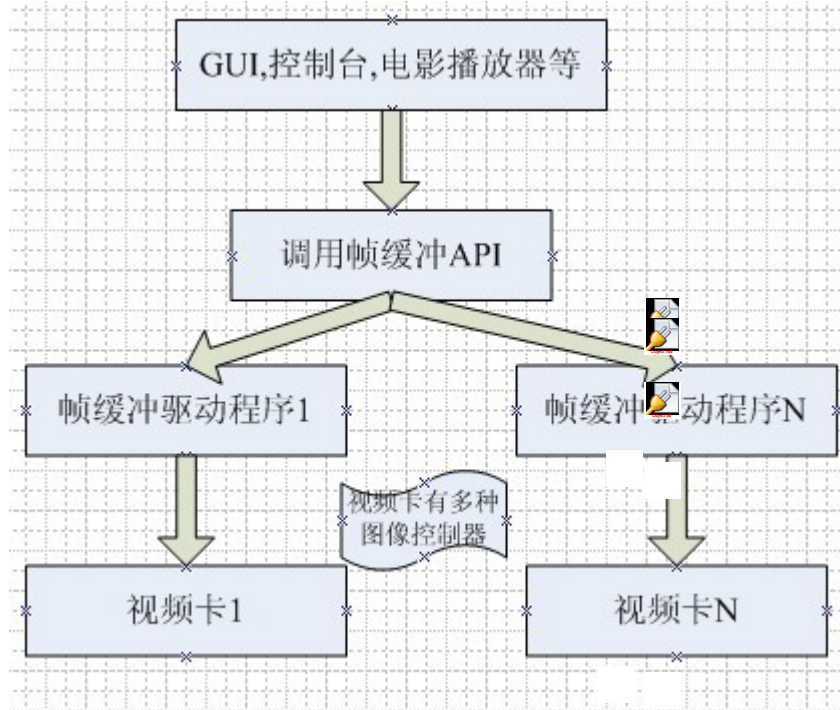 GUI,控制台,电影播放器等
调用帧缓冲API
帧缓冲驱动程序1
帧缓冲驱动程序N
视频卡有多种
图像控制器
视频卡1
视频卡N